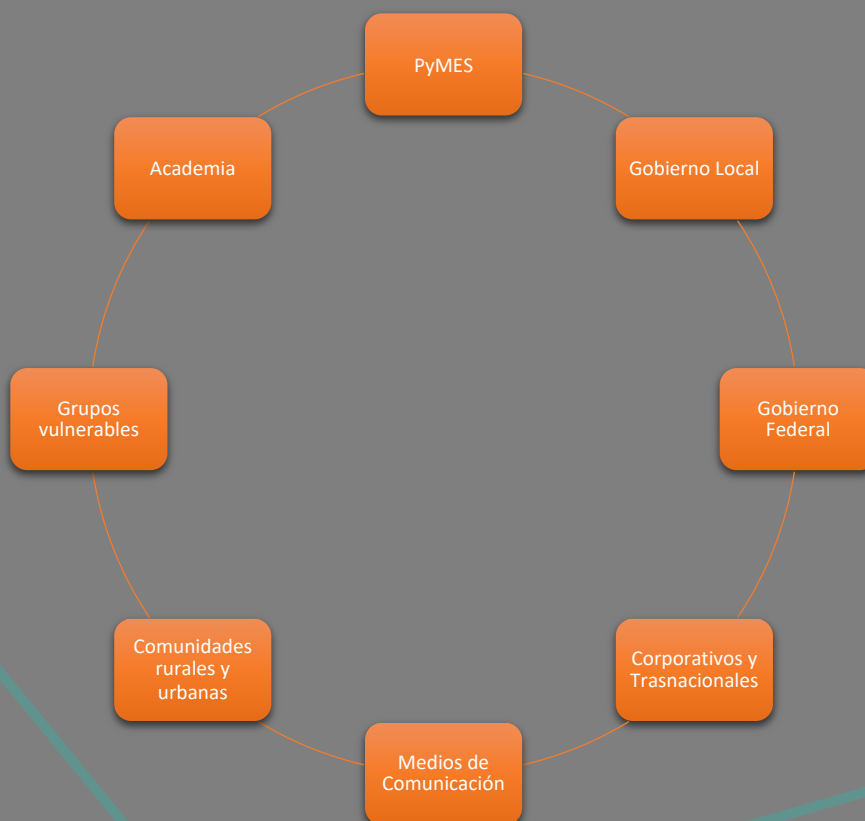 PyMES
Gobierno Local
Gobierno
Federal
Corporativos y
Trasnacionales
Medios de
Comunicación
Comunidades
rurales y
urbanas
Grupos
vulnerables
Academia